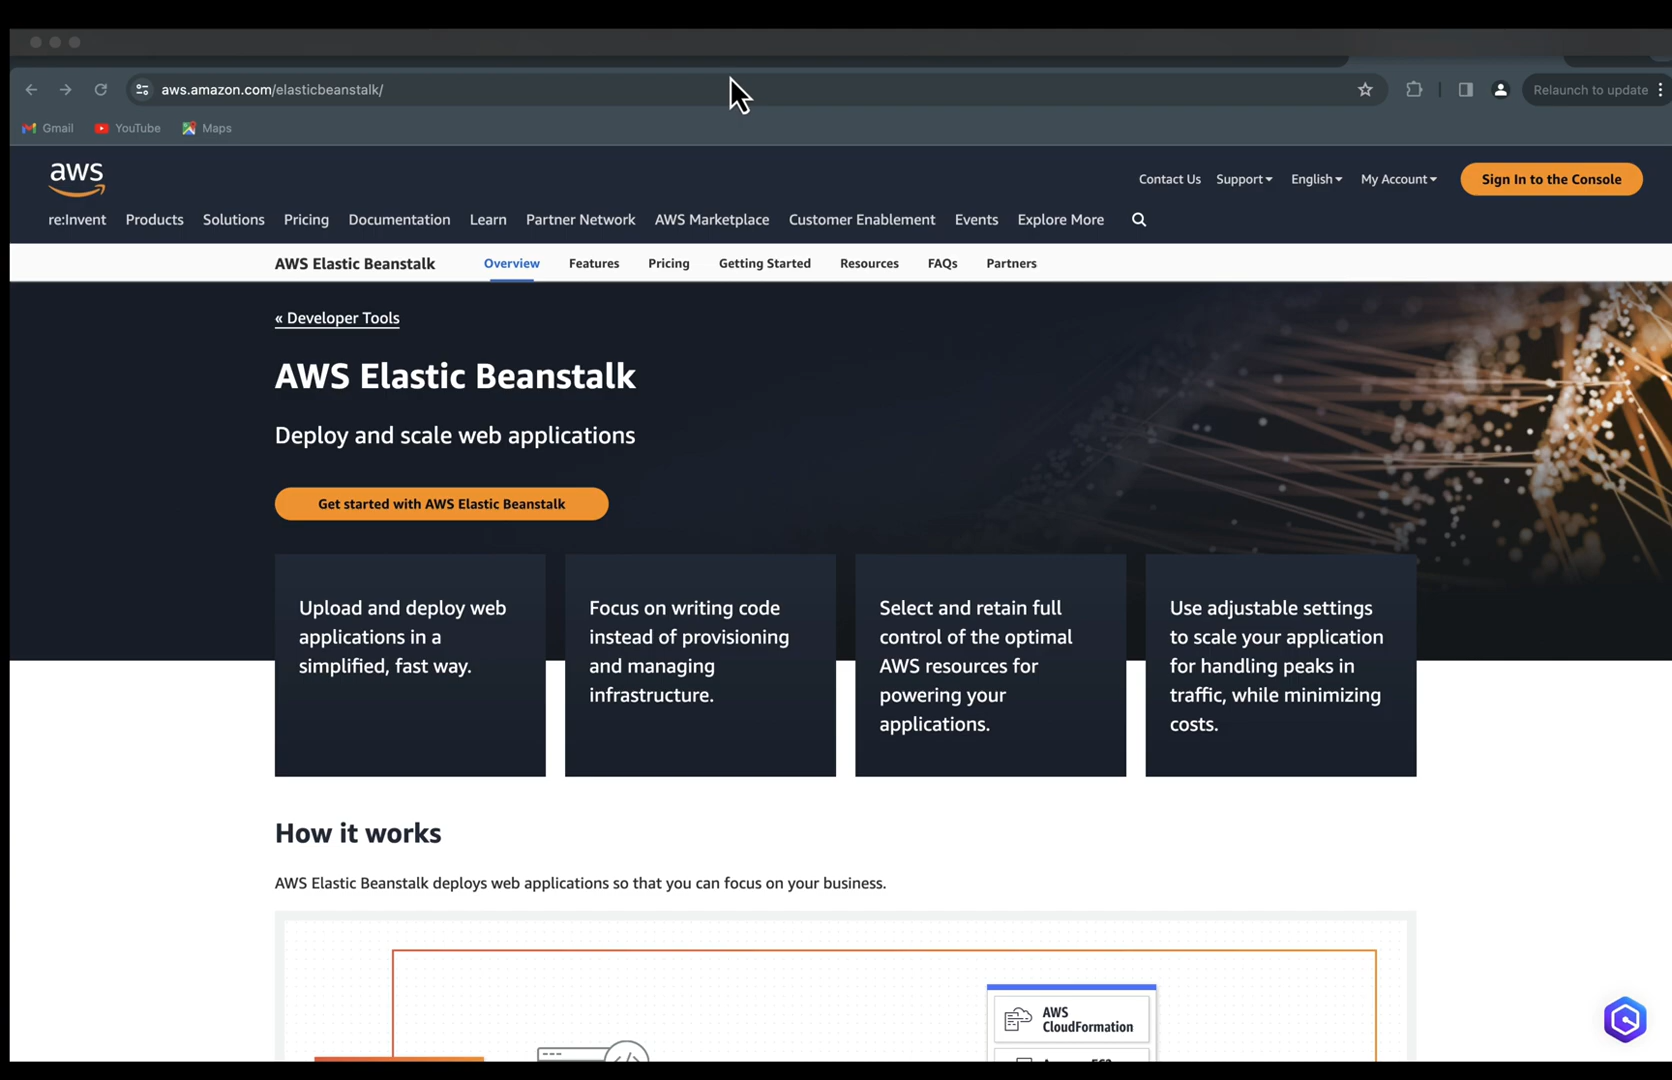 aws.amazon.com/elasticbeanstalk/
Relaunch to update
Gmail YouTube Maps
aws
Contact Us Support English My Account Sign In to the Console
re:Invent Products Solutions Pricing Documentation Learn Partner Network AWS Marketplace Customer Enablement Events Explore More
AWS Elastic Beanstalk Overview Features Pricing Getting Started Resources FAQs Partners
« Developer Tools
AWS Elastic Beanstalk
Deploy and scale web applications
Get started with AWS Elastic Beanstalk
Upload and deploy web
applications in a
simplified, fast way.
Focus on writing code
instead of provisioning
and managing
infrastructure.
Select and retain full
control of the optimal
AWS resources for
powering your
applications.
Use adjustable settings
to scale your application
for handling peaks in
traffic, while minimizing
costs.
How it works
AWS Elastic Beanstalk deploys web applications so that you can focus on your business.
AWS
CloudFormation